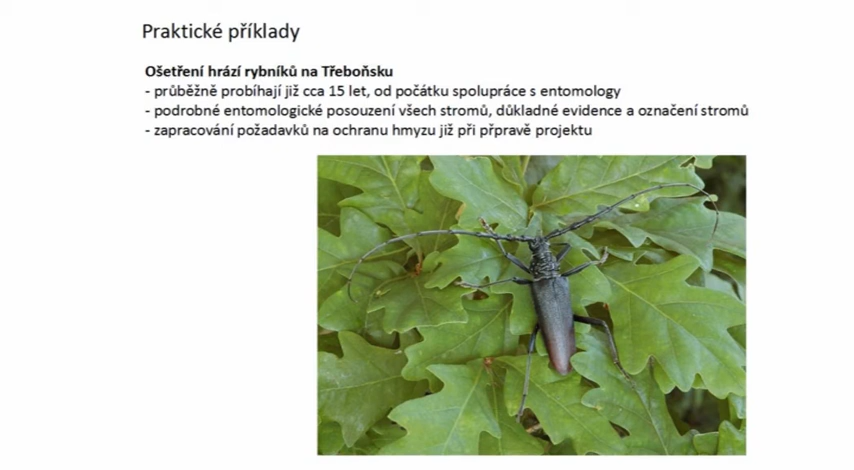 Praktické příklady
Ošetření hrází rybníků na Třeboňsku
- průběžně probíhají již cca 15 let, od počátku spolupráce s entomology
- podrobné entomologické posouzení všech stromů, důkladné evidence a označení stromů
- zapracování požadavků na ochranu hmyzu již při přpravě projektu